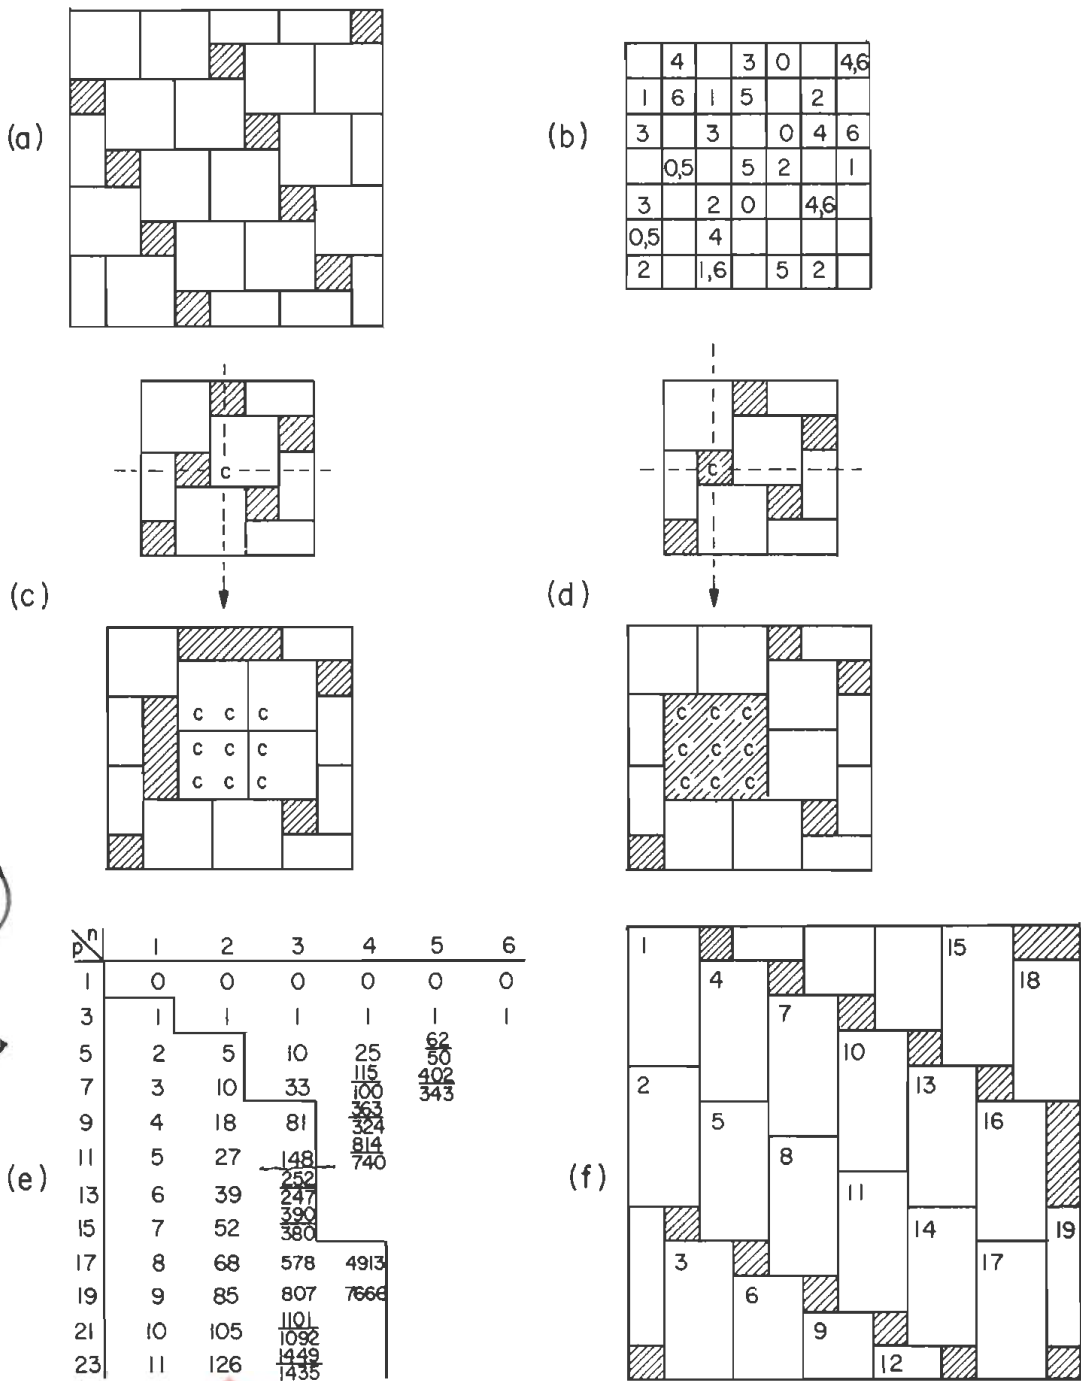 (a)
(b)
4 3 0 4,6
1 6 1 5 2
3 3 0 4 6
0,5 5 2 1
3 2 0 4,6
0,5 4
2 1,6 5 2
c
c
(c)
(d)
c c c
c c c
c c c
c c c
c c c
c c c
(e)
p n 1 2 3 4 5 6
1 0 0 0 0 0 0
3 1 1 1 1 1 1
5 2 5 10 25 62/50
7 3 10 33 115/100 402/343
9 4 18 81 363/324
11 5 27 148 814/740
13 6 39 252/247
15 7 52 390/380
17 8 68 578 4913
19 9 85 807 7666
21 10 105 1101/1092
23 11 126 1449/1435
(f)
1 15
4 18
7
10
2 13
5 16
8
11
14 19
3 17
6
9
12